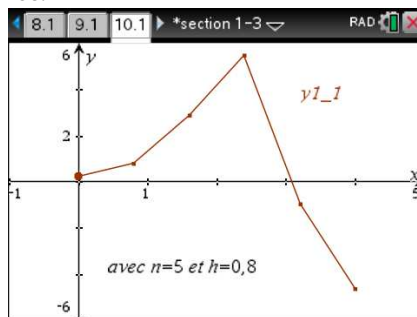 8.1 9.1 10.1 *section 1-3 RAD
6 y
y1_1
2
x
-1 1 5
avec n=5 et h=0,8
-6